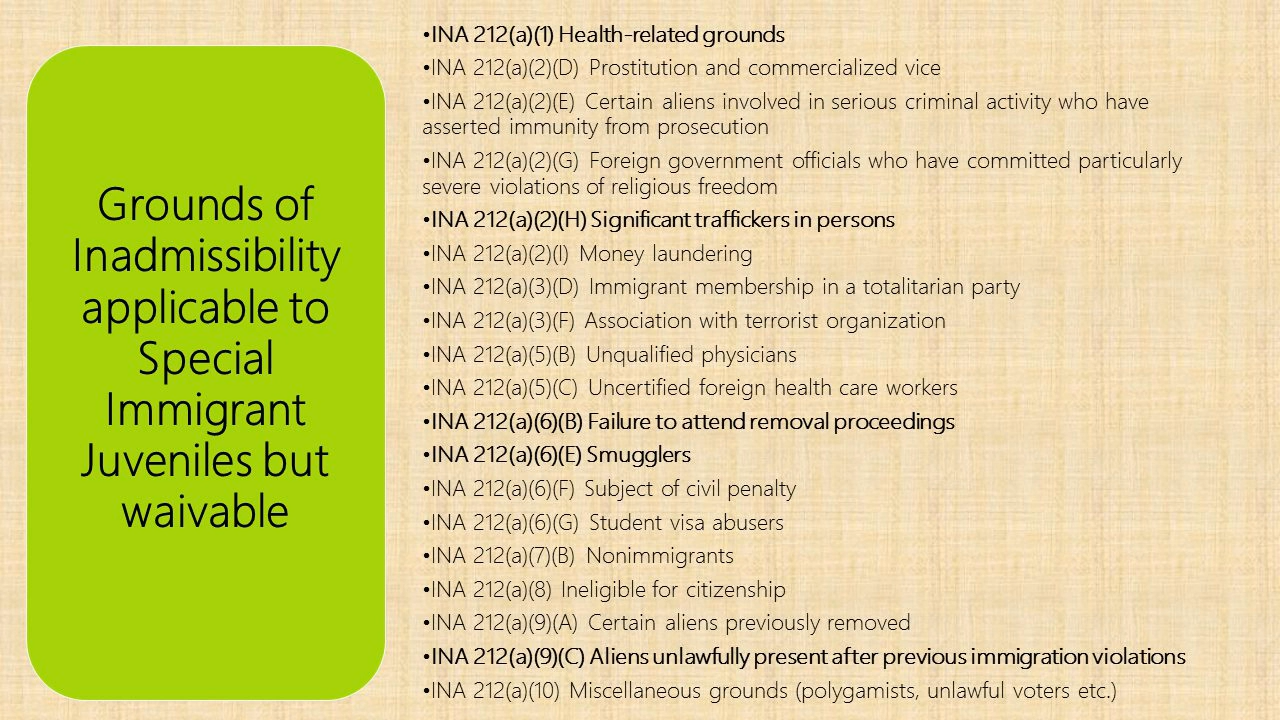 Grounds of
Inadmissibility
applicable to
Special
Immigrant
Juveniles but
waivable
•INA 212(a)(1) Health-related grounds
•INA 212(a)(2)(D) Prostitution and commercialized vice
•INA 212(a)(2)(E) Certain aliens involved in serious criminal activity who have
asserted immunity from prosecution
•INA 212(a)(2)(G) Foreign government officials who have committed particularly
severe violations of religious freedom
•INA 212(a)(2)(H) Significant traffickers in persons
•INA 212(a)(2)(I) Money laundering
•INA 212(a)(3)(D) Immigrant membership in a totalitarian party
•INA 212(a)(3)(F) Association with terrorist organization
•INA 212(a)(5)(B) Unqualified physicians
•INA 212(a)(5)(C) Uncertified foreign health care workers
•INA 212(a)(6)(B) Failure to attend removal proceedings
•INA 212(a)(6)(E) Smugglers
•INA 212(a)(6)(F) Subject of civil penalty
•INA 212(a)(6)(G) Student visa abusers
•INA 212(a)(7)(B) Nonimmigrants
•INA 212(a)(8) Ineligible for citizenship
•INA 212(a)(9)(A) Certain aliens previously removed
•INA 212(a)(9)(C) Aliens unlawfully present after previous immigration violations
•INA 212(a)(10) Miscellaneous grounds (polygamists, unlawful voters etc.)